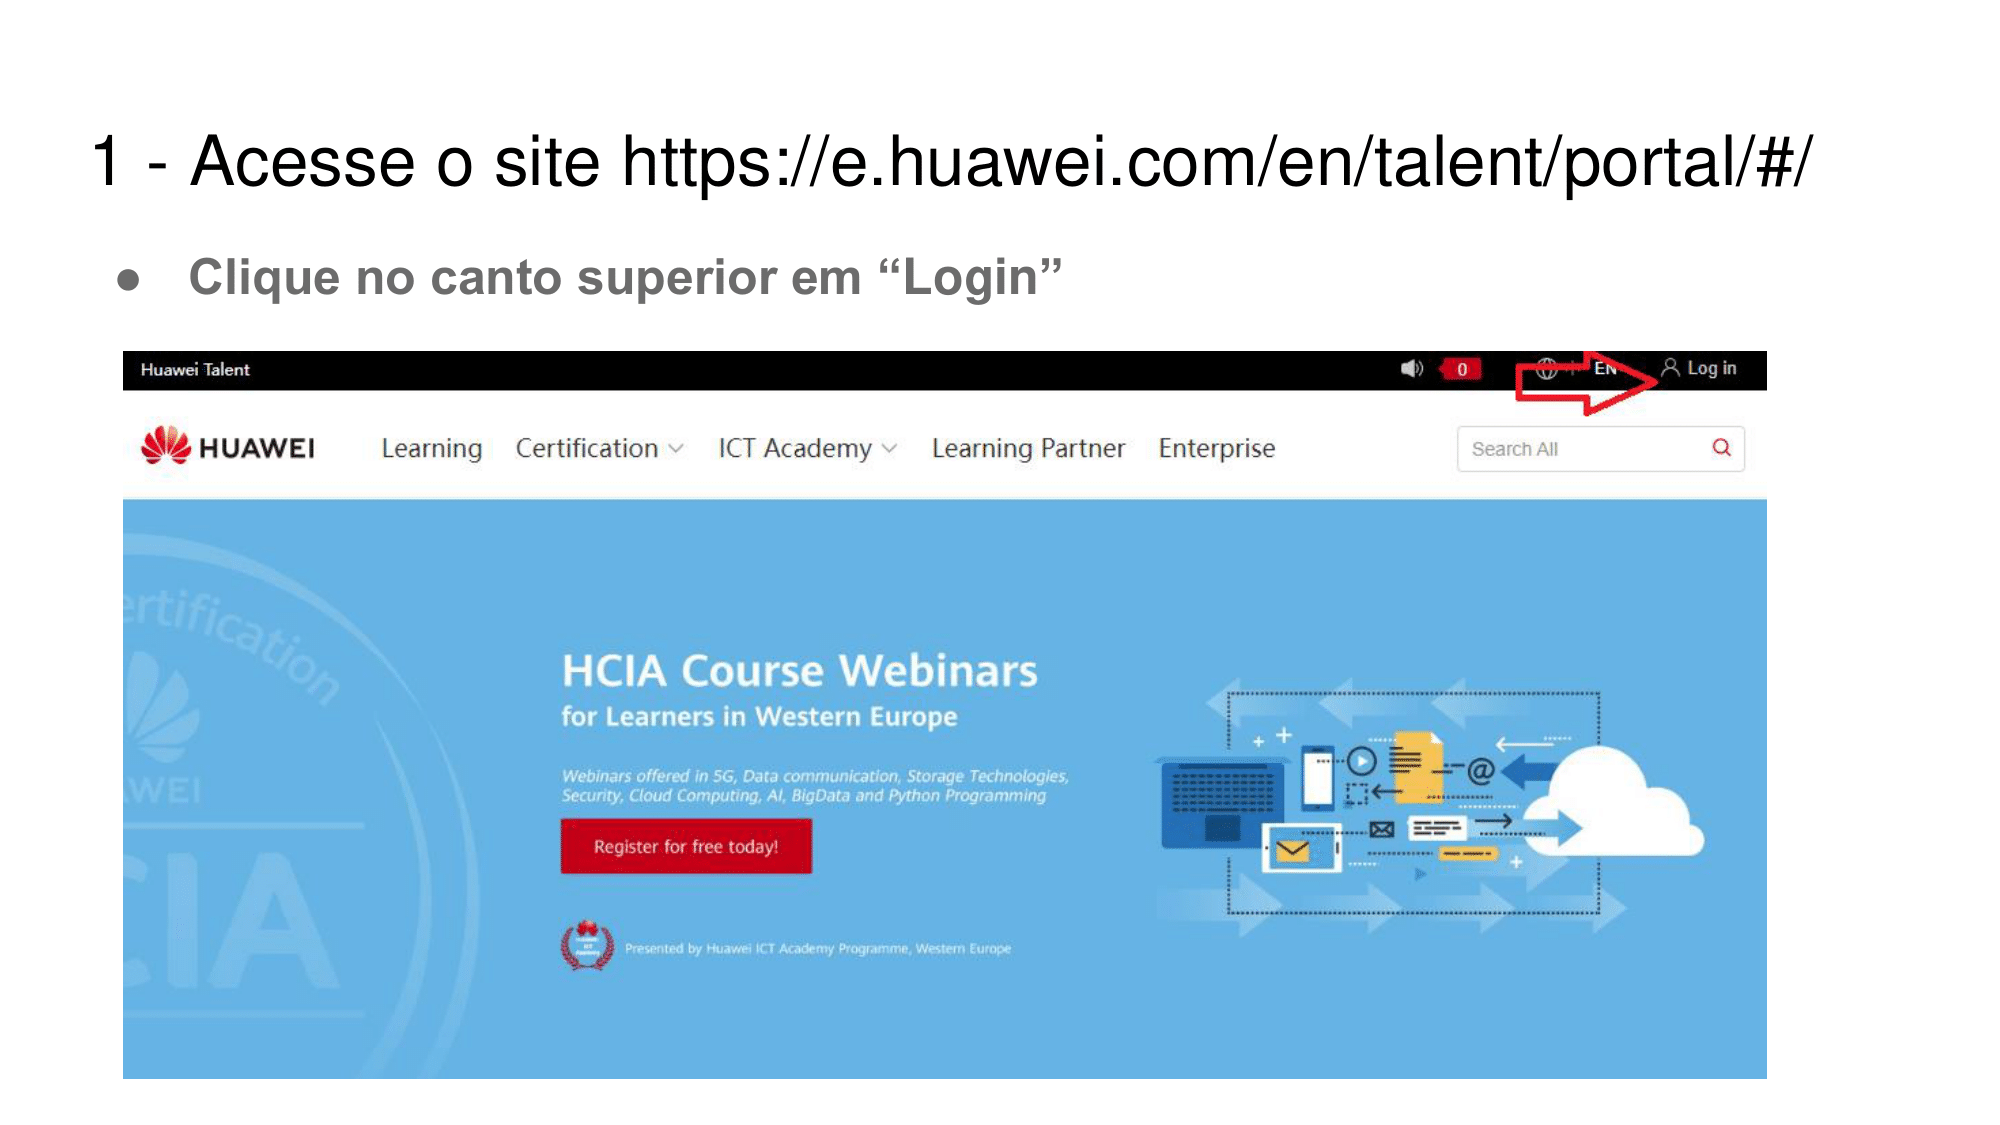 1 - Acesse o site https://e.huawei.com/en/talent/portal/#/
● Clique no canto superior em “Login”
Huawei Talent 0 EN Log in
HUAWEI Learning Certification ICT Academy Learning Partner Enterprise Search All
ertification
HCIA Course Webinars
for Learners in Western Europe
Webinars offered in 5G, Data communication, Storage Technologies,
Security, Cloud Computing, AI, BigData and Python Programming
AWEI
Register for free today!
CIA
Presented by Huawei ICT Academy Programme, Western Europe